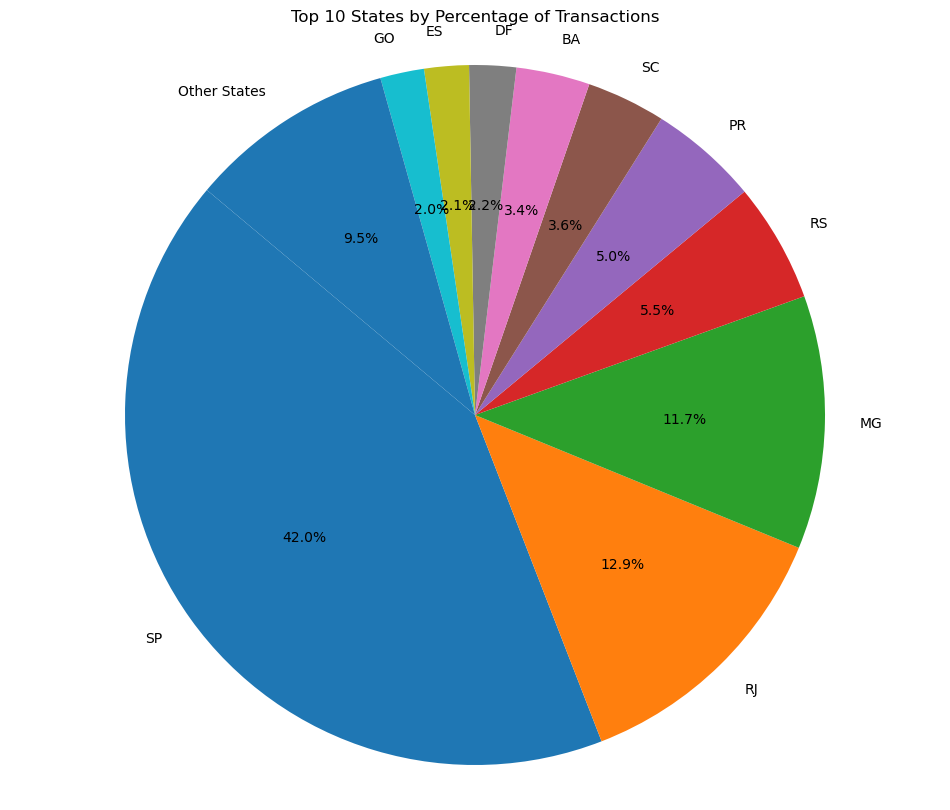 Top 10 States by Percentage of Transactions
GO
ES
DF
BA
SC
PR
RS
MG
RJ
SP
Other States
2.0%
2.1%
2.2%
3.4%
3.6%
5.0%
5.5%
11.7%
12.9%
42.0%
9.5%